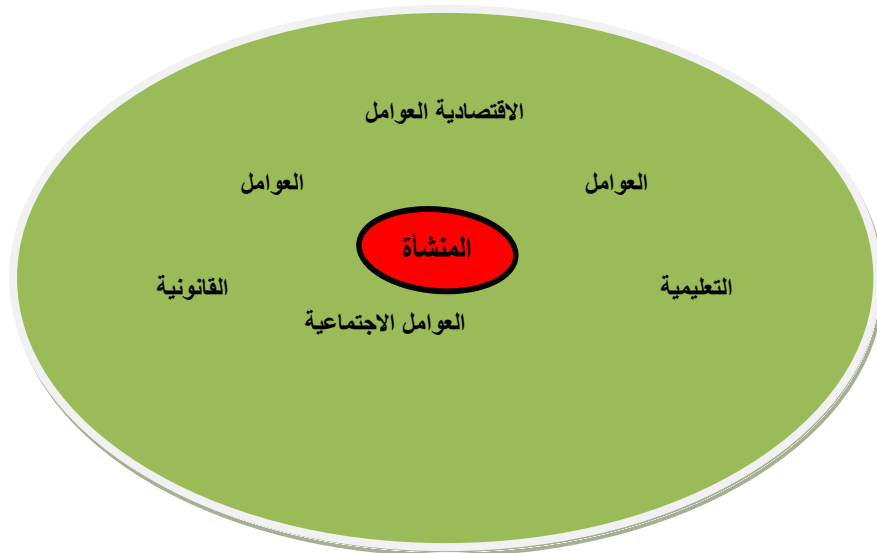 الاقتصادية العوامل
العوامل
العوامل
المنشأة
التعليمية
القانونية
العوامل الاجتماعية